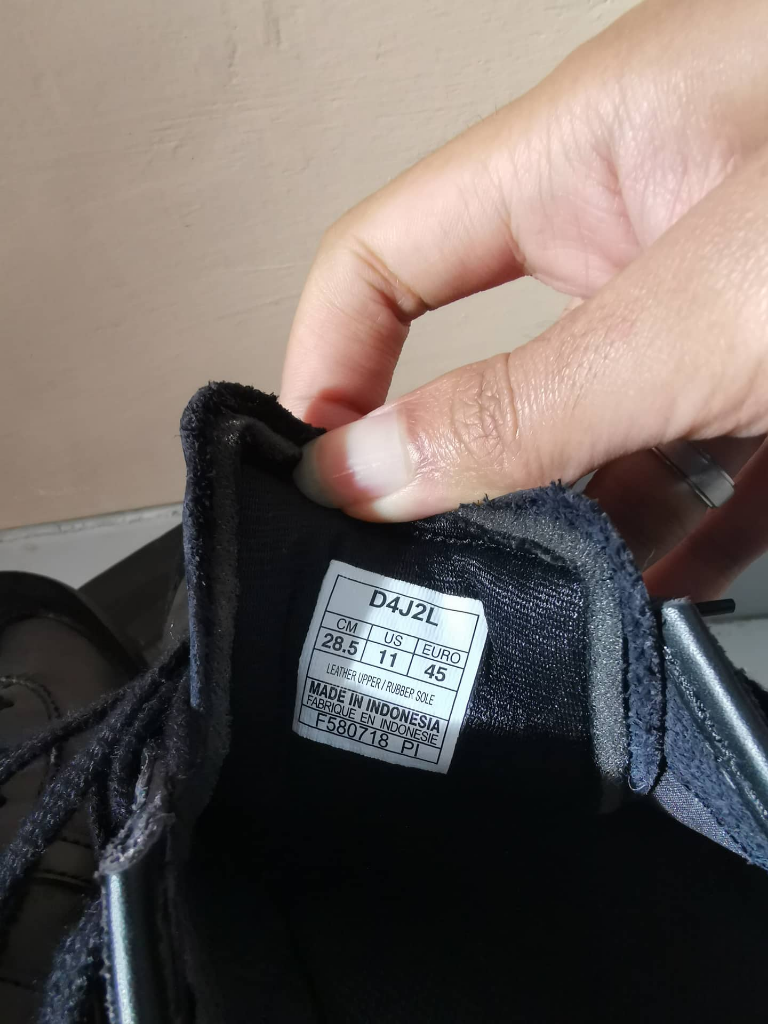 D4J2L
CM US EURO
28.5 11 45
LEATHER UPPER / RUBBER SOLE
MADE IN INDONESIA
FABRIQUE EN INDONESIE
F580718 PI